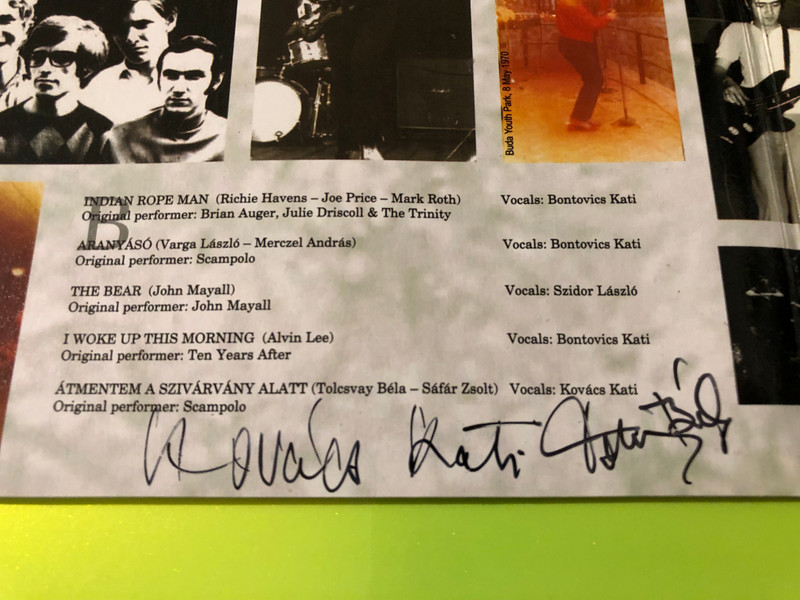 Buda Youth Park, 8 May 1970
B
INDIAN ROPE MAN (Richie Havens – Joe Price – Mark Roth) Vocals: Bontovics Kati
Original performer: Brian Auger, Julie Driscoll & The Trinity
ARANYÁSÓ (Varga László – Merczel András) Vocals: Bontovics Kati
Original performer: Scampolo
THE BEAR (John Mayall) Vocals: Szidor László
Original performer: John Mayall
I WOKE UP THIS MORNING (Alvin Lee) Vocals: Bontovics Kati
Original performer: Ten Years After
ÁTMENTEM A SZIVÁRVÁNY ALATT (Tolcsvay Béla – Sáfár Zsolt) Vocals: Kovács Kati
Original performer: Scampolo
Kovács Kati